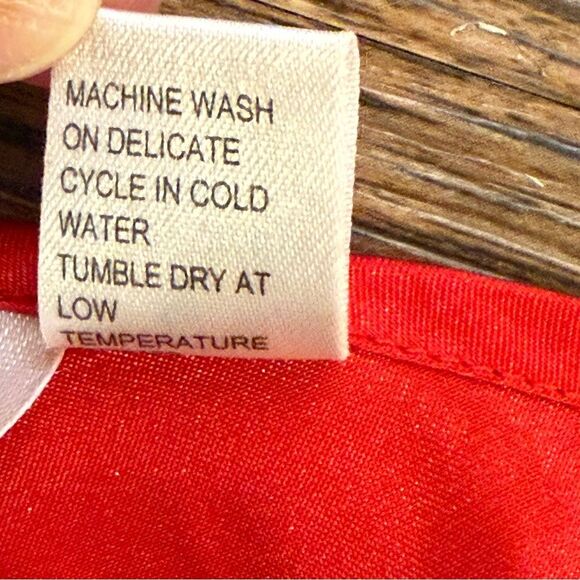 MACHINE WASH
ON DELICATE
CYCLE IN COLD
WATER
TUMBLE DRY AT
LOW
TEMPERATURE